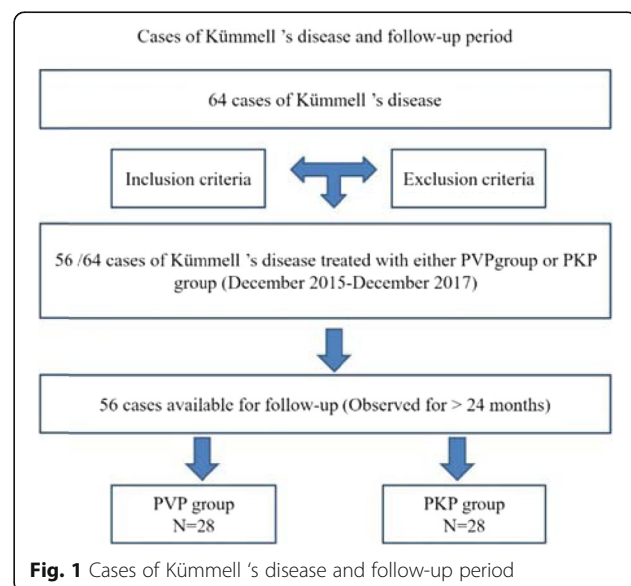 Cases of Kümmell 's disease and follow-up period
64 cases of Kümmell 's disease
Inclusion criteria
Exclusion criteria
56 /64 cases of Kümmell 's disease treated with either PVPgroup or PKP
group (December 2015-December 2017)
56 cases available for follow-up (Observed for > 24 months)
PVP group
N=28
PKP group
N=28
Fig. 1 Cases of Kümmell 's disease and follow-up period